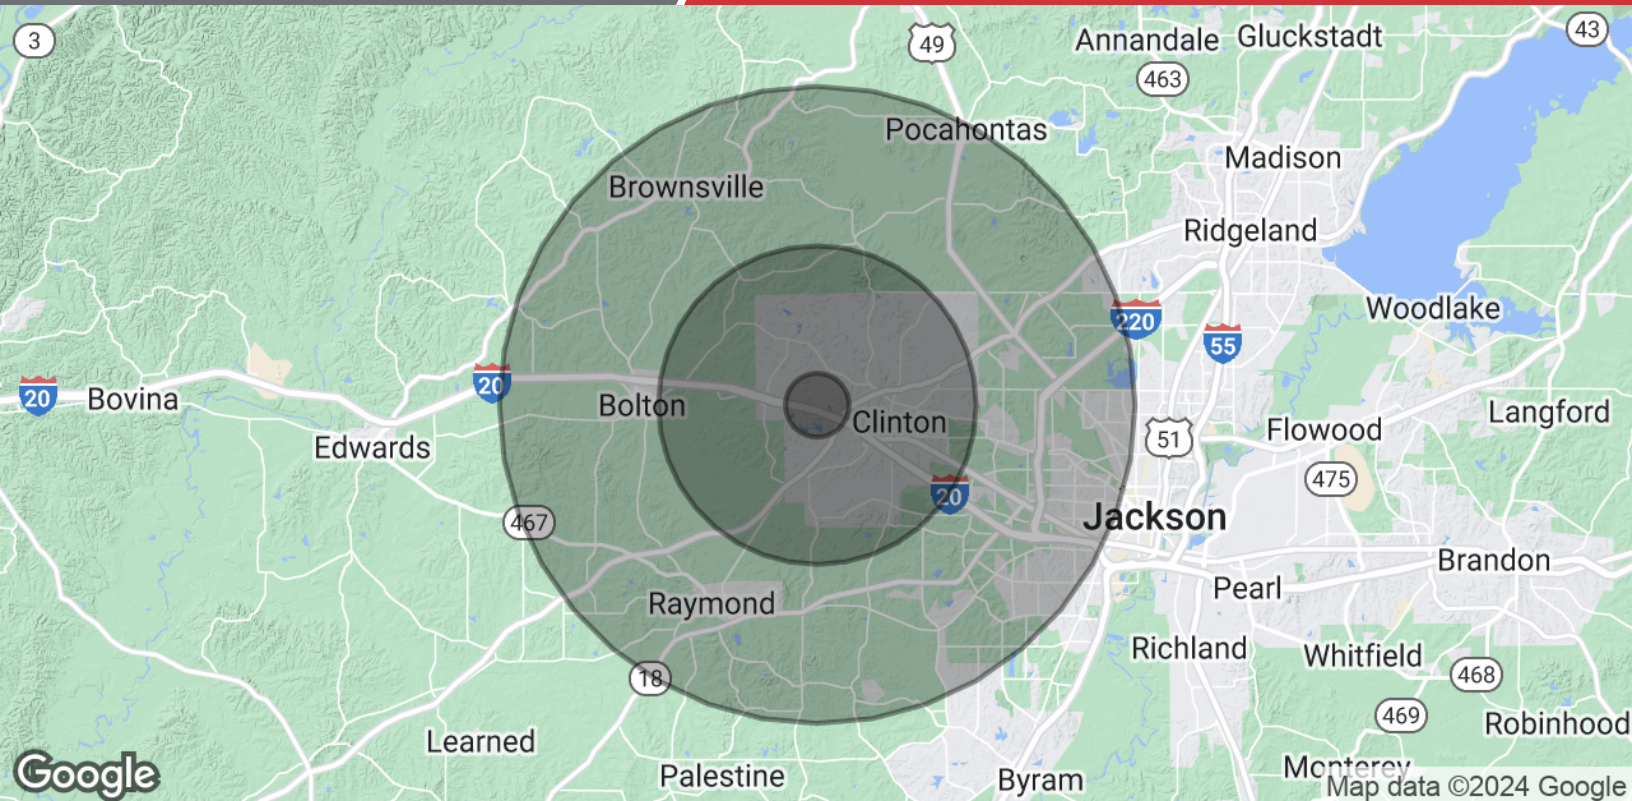 3
49
Annandale
Gluckstadt
43
463
Pocahontas
Madison
Brownsville
Ridgeland
Woodlake
220
55
20
20
Bovina
Bolton
Clinton
Langford
Edwards
51
Flowood
475
20
467
Jackson
Brandon
Pearl
Raymond
Richland
Whitfield
18
468
469
Robinhood
Learned
Monterey
Google
Palestine
Byram
Map data ©2024 Google